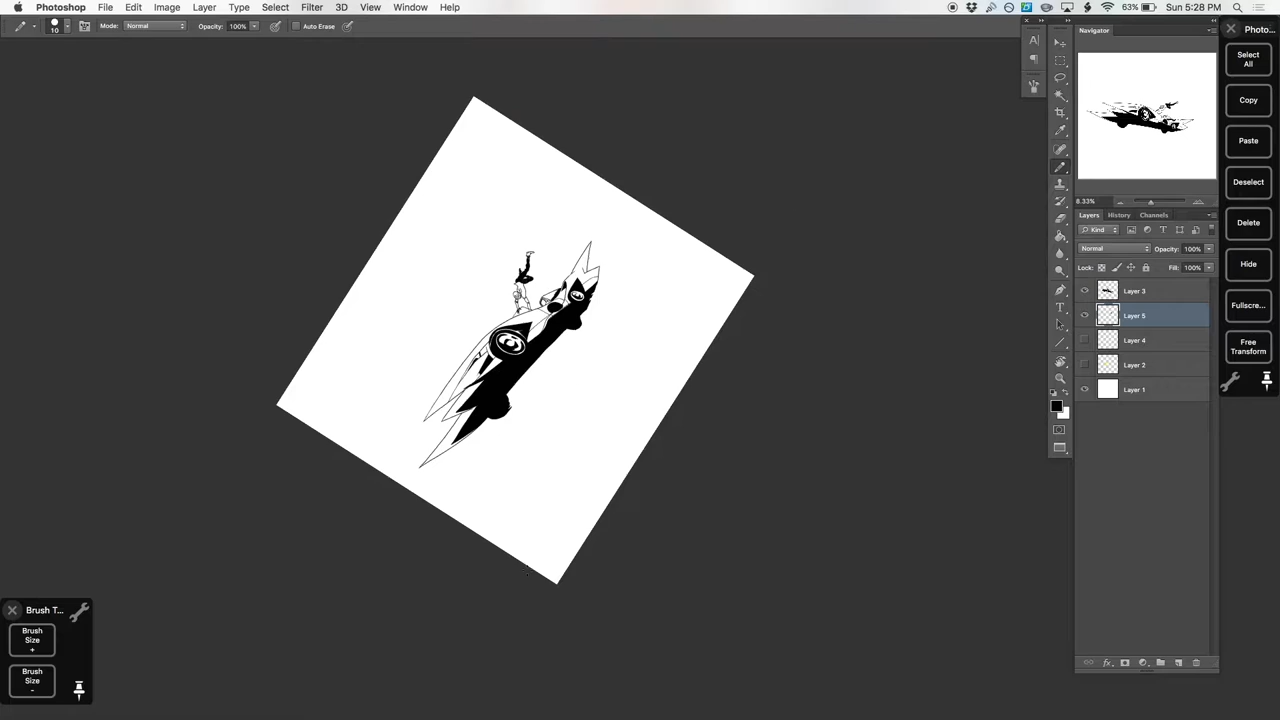 Photoshop File Edit Image Layer Type Select Filter 3D View Window Help 63% Sun 5:28 PM
10 Mode: Normal Opacity: 100% Auto Erase
Navigator
8.33%
Layers History Channels
Kind
Normal Opacity: 100%
Lock: Fill: 100%
Layer 3
Layer 5
Layer 4
Layer 2
Layer 1
Photo...
Select
All
Copy
Paste
Deselect
Delete
Hide
Fullscre...
Free
Transform
Brush T...
Brush
Size
+
Brush
Size
-